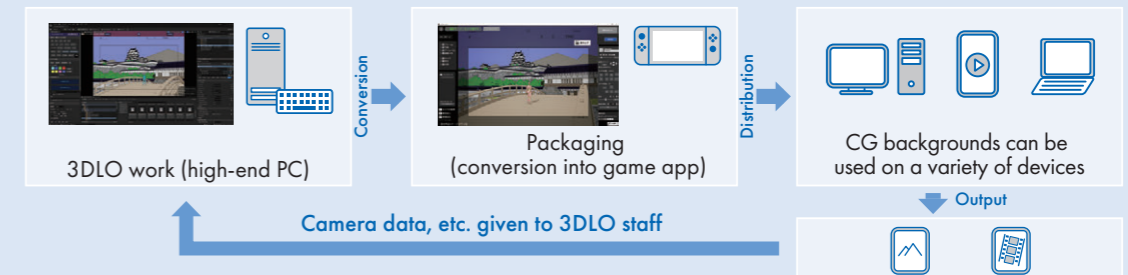 3DLO work (high-end PC)
Conversion
Packaging
(conversion into game app)
Distribution
CG backgrounds can be
used on a variety of devices
Output
Camera data, etc. given to 3DLO staff